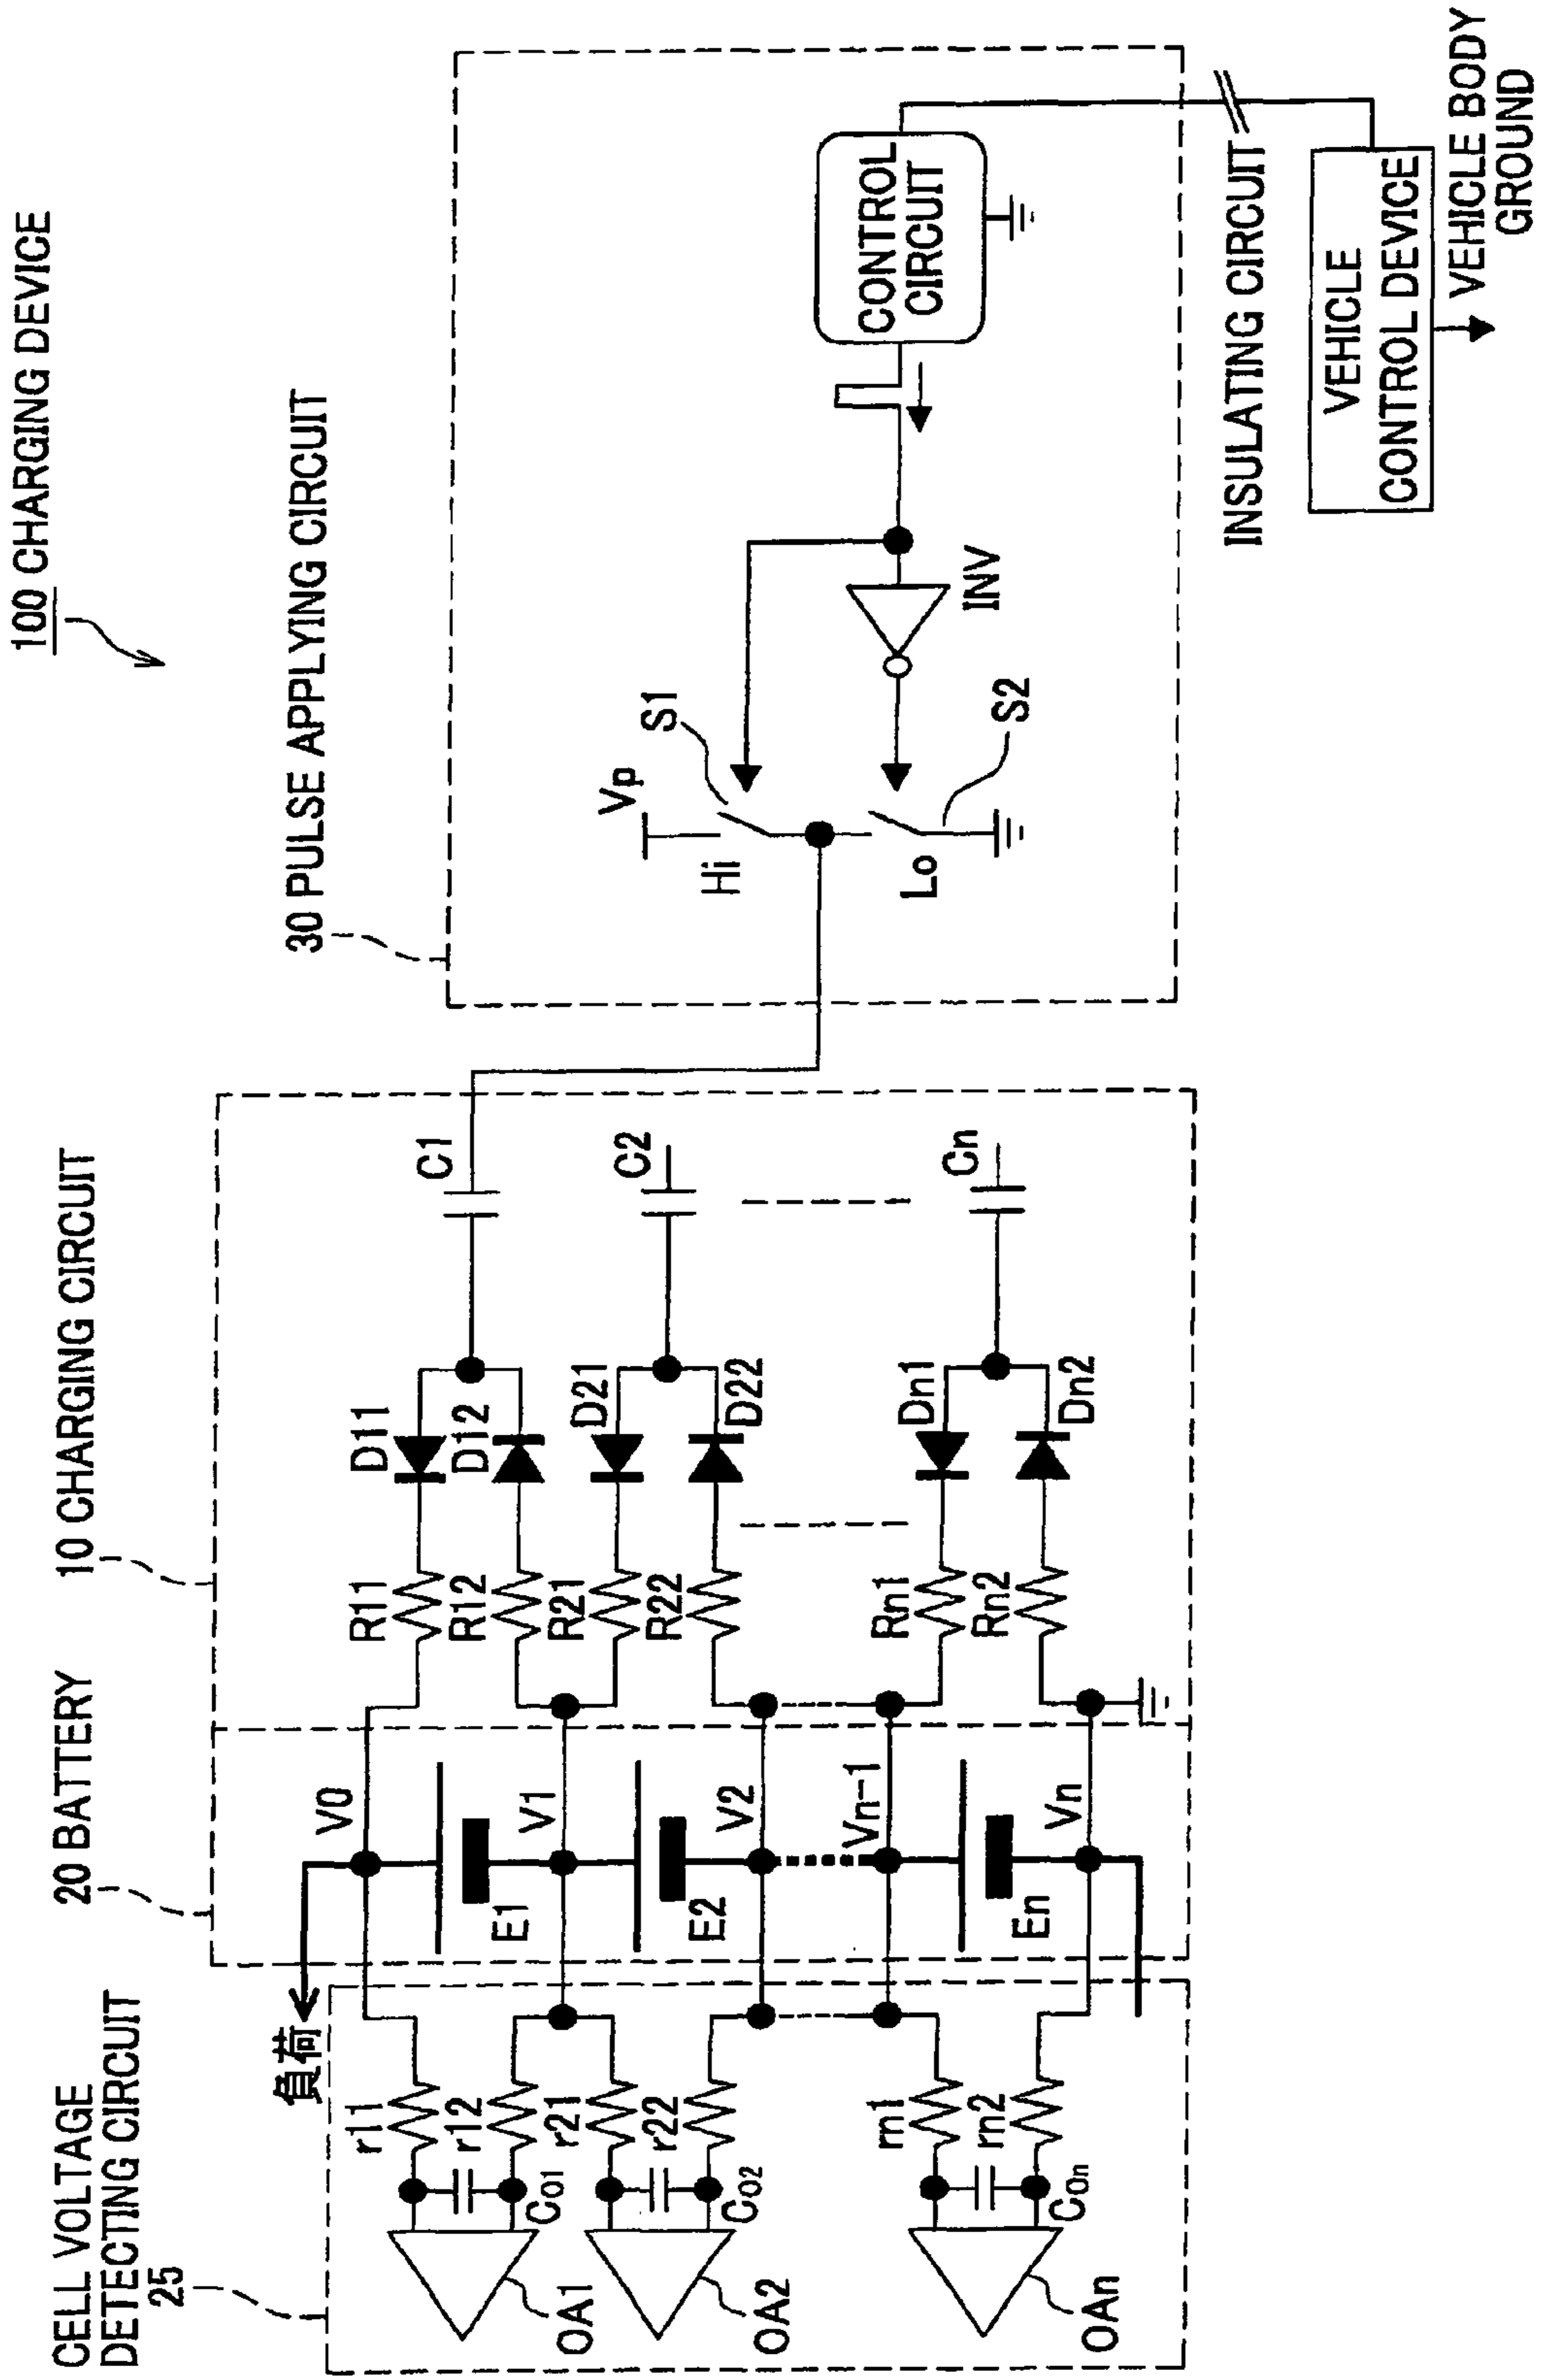 100 CHARGING DEVICE
CELL VOLTAGE
DETECTING CIRCUIT
25
20 BATTERY
10 CHARGING CIRCUIT
30 PULSE APPLYING CIRCUIT
負荷
r11
r12
r21
r22
rn1
rn2
C01
C02
C0n
OA1
OA2
OAn
V0
V1
V2
Vn-1
Vn
E1
E2
En
R11
R12
R21
R22
Rn1
Rn2
D11
D12
D21
D22
Dn1
Dn2
C1
C2
Cn
Vp
S1
Hi
Lo
S2
INV
CONTROL
CIRCUIT
INSULATING CIRCUIT
VEHICLE
CONTROL DEVICE
VEHICLE BODY
GROUND